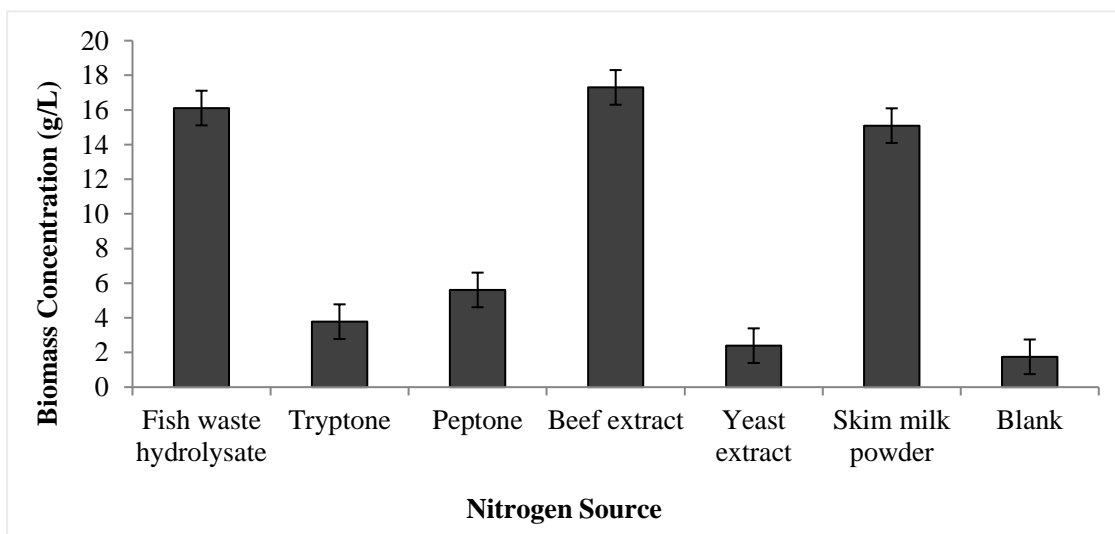 Biomass Concentration (g/L)
20
18
16
14
12
10
8
6
4
2
0
Fish waste
hydrolysate
Tryptone
Peptone
Beef extract
Yeast
extract
Skim milk
powder
Blank
Nitrogen Source